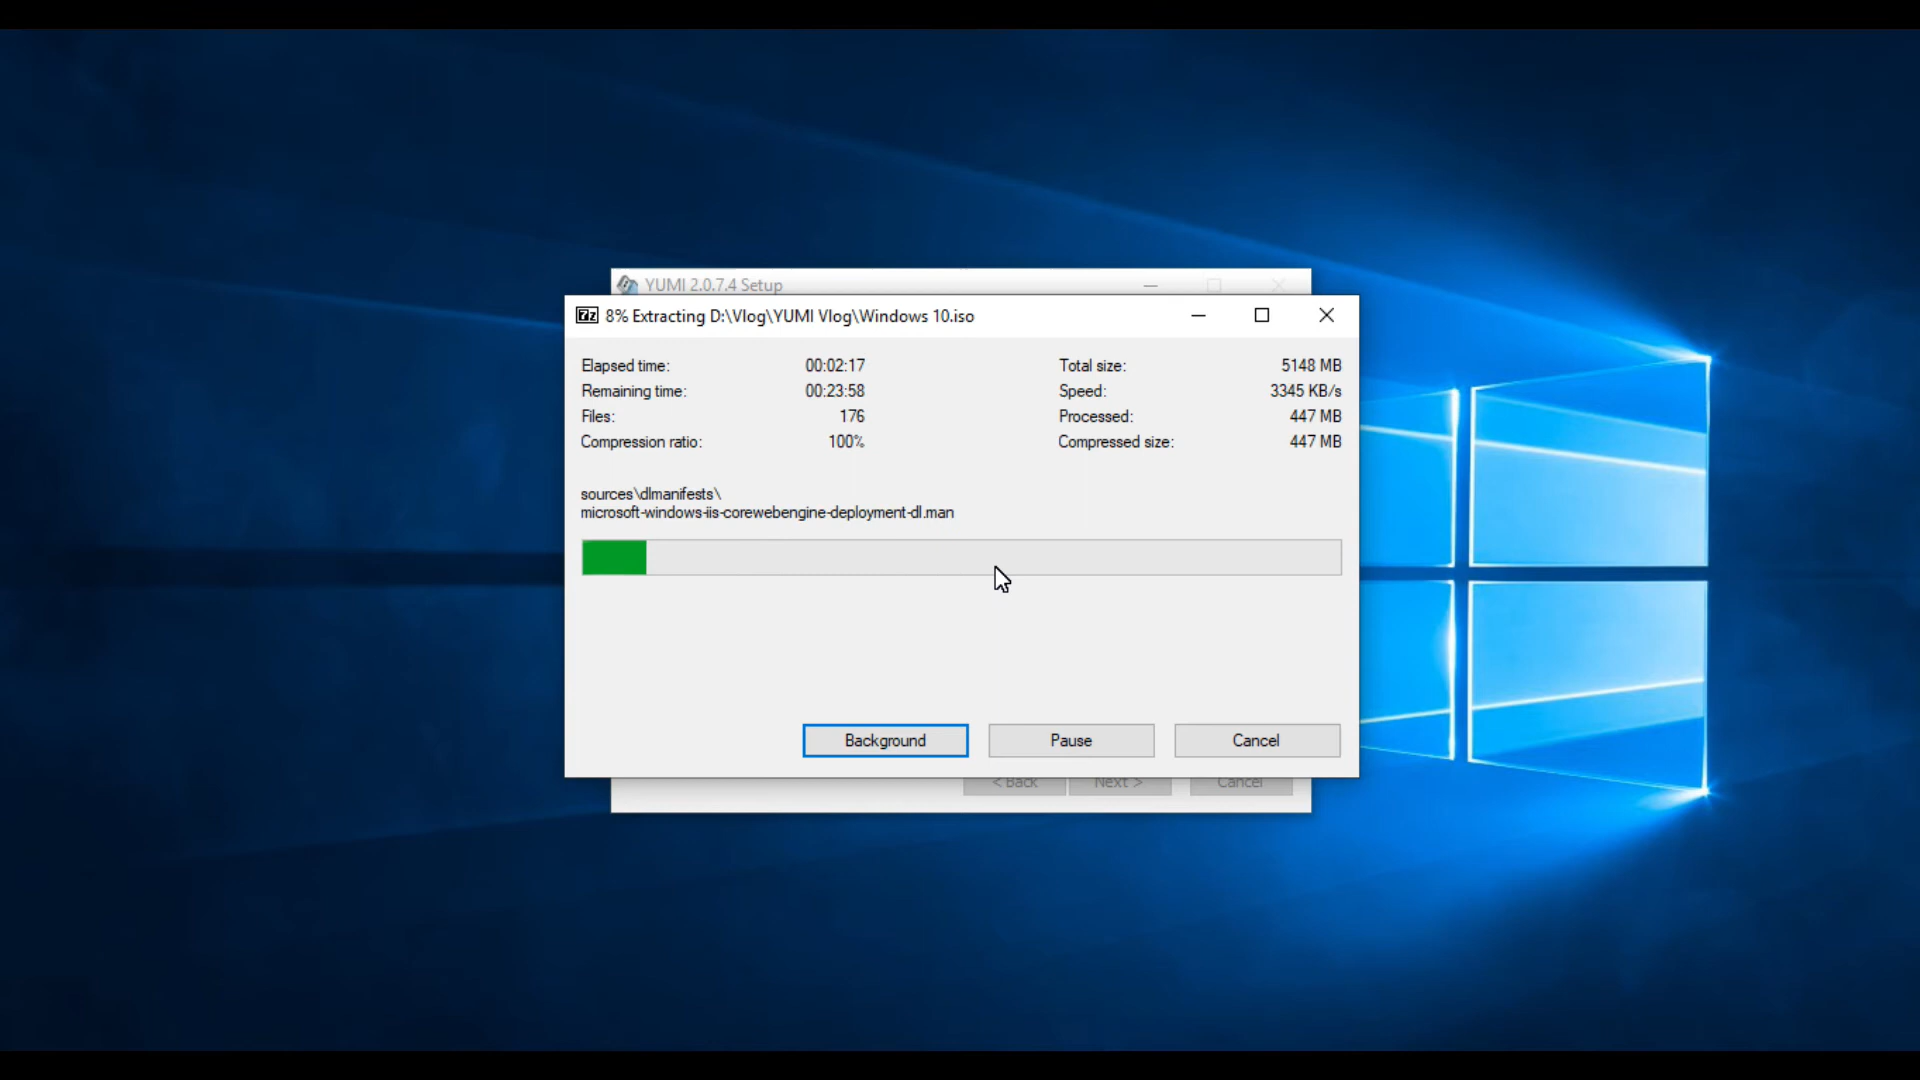 YUMI 2.0.7.4 Setup
8% Extracting D:\Vlog\YUMI Vlog\Windows 10.iso
Elapsed time: 00:02:17 Total size: 5148 MB
Remaining time: 00:23:58 Speed: 3345 KB/s
Files: 176 Processed: 447 MB
Compression ratio: 100% Compressed size: 447 MB
sources\dlmanifests\
microsoft-windows-iis-corewebengine-deployment-dl.man
Background Pause Cancel
< Back Next > Cancel